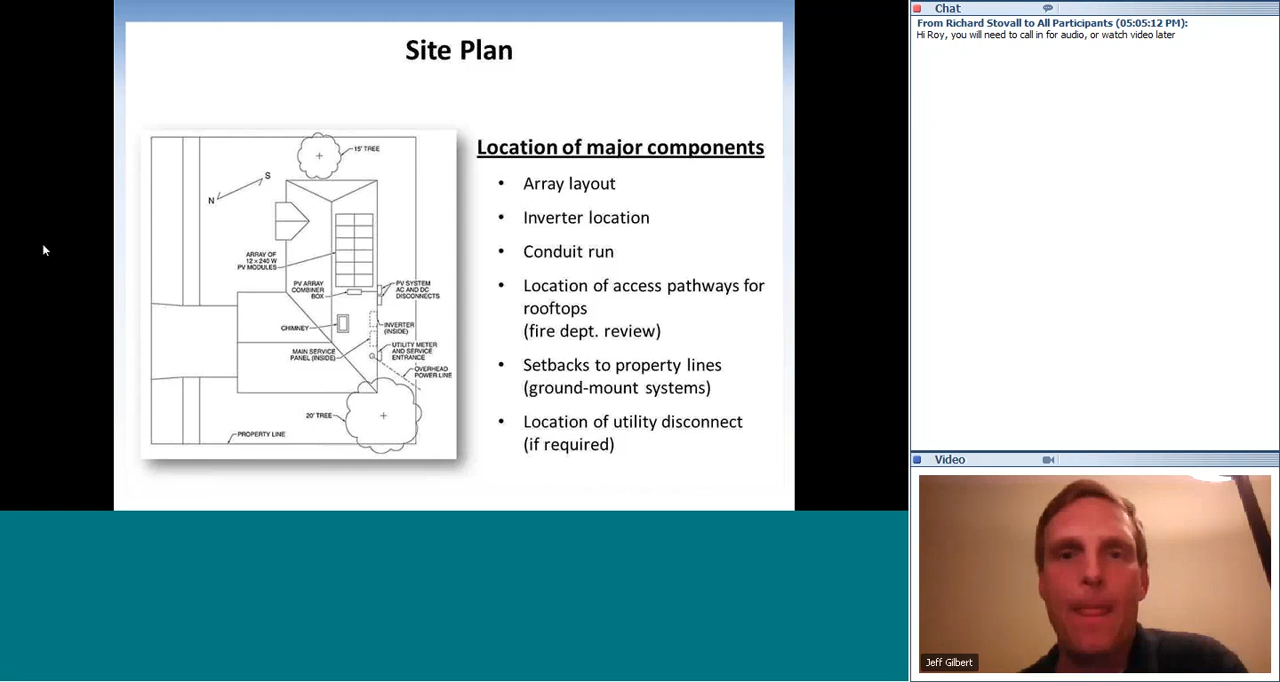 Site Plan
15' TREE
S
N
ARRAY OF
12 x 240 W
PV MODULES
PV ARRAY
COMBINER
BOX
PV SYSTEM
AC AND DC
DISCONNECTS
CHIMNEY
INVERTER
(INSIDE)
MAIN SERVICE
PANEL (INSIDE)
UTILITY METER
AND SERVICE
ENTRANCE
OVERHEAD
POWER LINE
20' TREE
PROPERTY LINE
Location of major components
• Array layout
• Inverter location
• Conduit run
• Location of access pathways for
rooftops
(fire dept. review)
• Setbacks to property lines
(ground-mount systems)
• Location of utility disconnect
(if required)
Chat
From Richard Stovall to All Participants (05:05:12 PM):
Hi Roy, you will need to call in for audio, or watch video later
Video
Jeff Gilbert